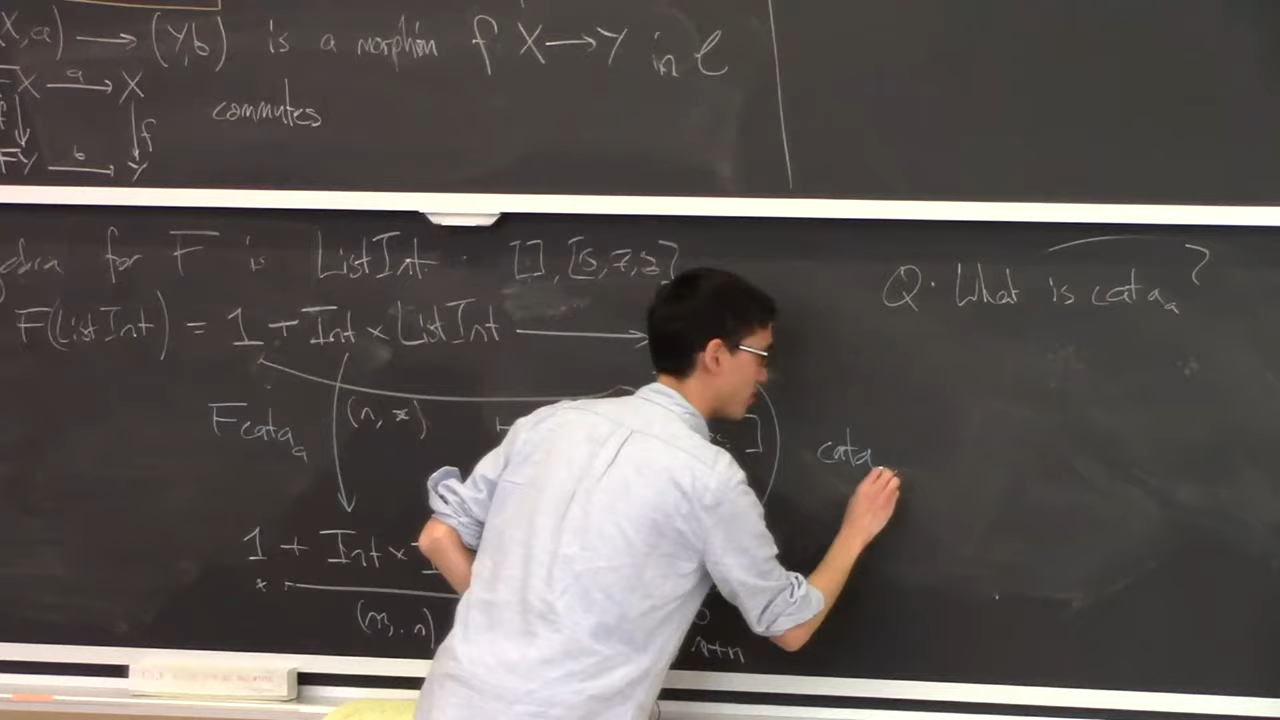 X,a) → (Y,b) is a morphism f X → Y in C
FX a X
f f commutes
FY b Y
for F is ListInt. [], [5,7,3]
Q. What is cata_a ?
F(ListInt) = 1 + Int × ListInt →
Fcata_a (n, x) ] cata
1 + Int ×
*
(m, n) m+n